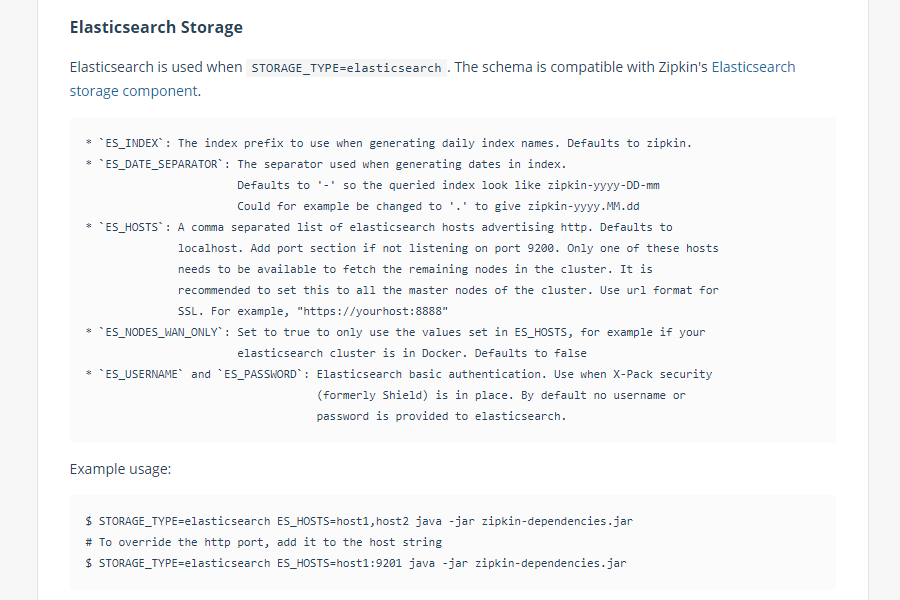 Elasticsearch Storage
Elasticsearch is used when STORAGE_TYPE=elasticsearch. The schema is compatible with Zipkin's Elasticsearch
storage component.
* `ES_INDEX`: The index prefix to use when generating daily index names. Defaults to zipkin.
* `ES_DATE_SEPARATOR`: The separator used when generating dates in index.
Defaults to '-' so the queried index look like zipkin-yyyy-DD-mm
Could for example be changed to '.' to give zipkin-yyyy.MM.dd
* `ES_HOSTS`: A comma separated list of elasticsearch hosts advertising http. Defaults to
localhost. Add port section if not listening on port 9200. Only one of these hosts
needs to be available to fetch the remaining nodes in the cluster. It is
recommended to set this to all the master nodes of the cluster. Use url format for
SSL. For example, "https://yourhost:8888"
* `ES_NODES_WAN_ONLY`: Set to true to only use the values set in ES_HOSTS, for example if your
elasticsearch cluster is in Docker. Defaults to false
* `ES_USERNAME` and `ES_PASSWORD`: Elasticsearch basic authentication. Use when X-Pack security
(formerly Shield) is in place. By default no username or
password is provided to elasticsearch.
Example usage:
$ STORAGE_TYPE=elasticsearch ES_HOSTS=host1,host2 java -jar zipkin-dependencies.jar
# To override the http port, add it to the host string
$ STORAGE_TYPE=elasticsearch ES_HOSTS=host1:9201 java -jar zipkin-dependencies.jar